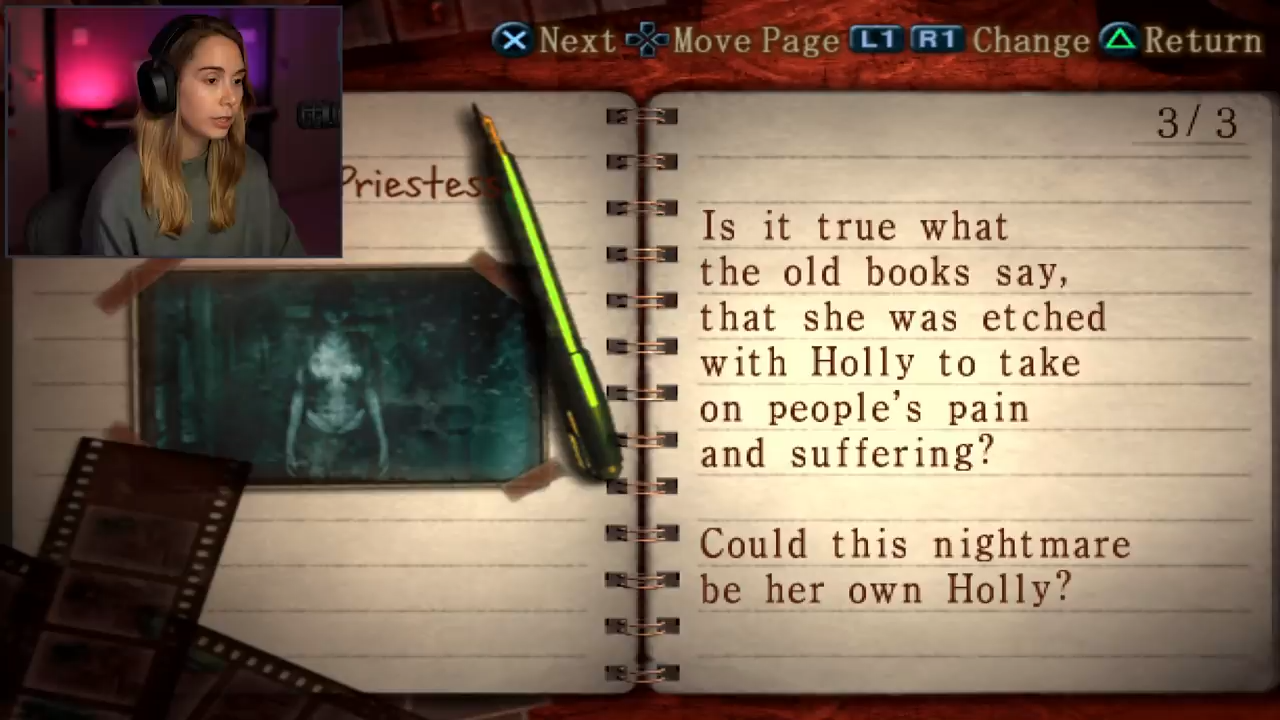 Next Move Page L1 R1 Change Return
3/3
Priestess
Is it true what
the old books say,
that she was etched
with Holly to take
on people's pain
and suffering?
Could this nightmare
be her own Holly?